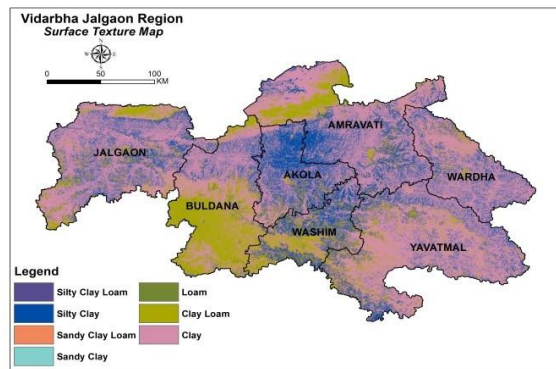 Vidarbha Jalgaon Region
Surface Texture Map
N
W E
S
0 50 100
KM
JALGAON
AMRAVATI
AKOLA
WARDHA
BULDANA
WASHIM
YAVATMAL
Legend
Silty Clay Loam
Silty Clay
Sandy Clay Loam
Sandy Clay
Loam
Clay Loam
Clay